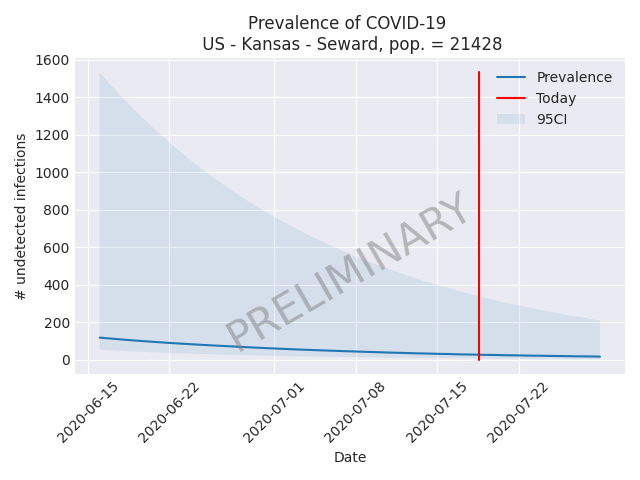 Prevalence of COVID-19
US - Kansas - Seward, pop. = 21428
1600
1400
1200
1000
800
600
400
200
0
# undetected infections
Prevalence
Today
95CI
PRELIMINARY
2020-06-15
2020-06-22
2020-07-01
2020-07-08
2020-07-15
2020-07-22
Date